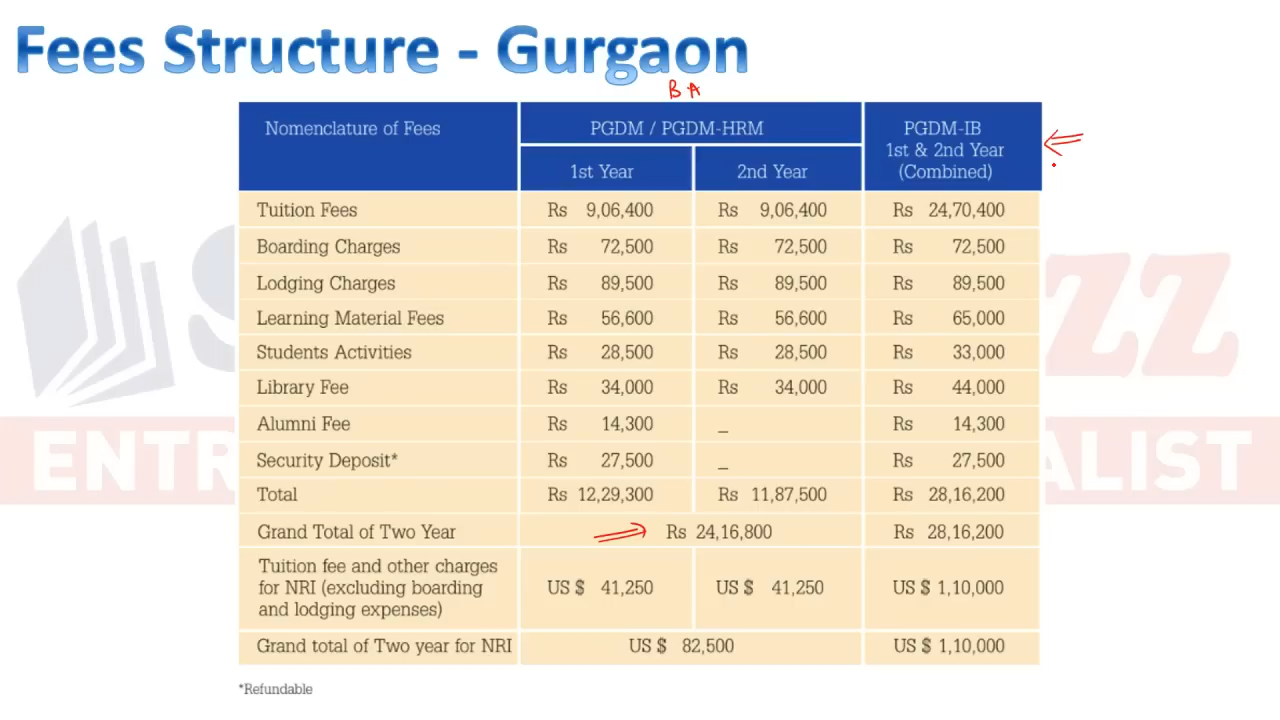 Fees Structure - Gurgaon
B A
Nomenclature of Fees
PGDM / PGDM-HRM
PGDM-IB
1st & 2nd Year
(Combined)
1st Year
2nd Year
Tuition Fees Rs 9,06,400 Rs 9,06,400 Rs 24,70,400
Boarding Charges Rs 72,500 Rs 72,500 Rs 72,500
Lodging Charges Rs 89,500 Rs 89,500 Rs 89,500
Learning Material Fees Rs 56,600 Rs 56,600 Rs 65,000
Students Activities Rs 28,500 Rs 28,500 Rs 33,000
Library Fee Rs 34,000 Rs 34,000 Rs 44,000
Alumni Fee Rs 14,300 _ Rs 14,300
Security Deposit* Rs 27,500 _ Rs 27,500
Total Rs 12,29,300 Rs 11,87,500 Rs 28,16,200
Grand Total of Two Year Rs 24,16,800 Rs 28,16,200
Tuition fee and other charges
for NRI (excluding boarding
and lodging expenses)
US $ 41,250 US $ 41,250 US $ 1,10,000
Grand total of Two year for NRI US $ 82,500 US $ 1,10,000
*Refundable